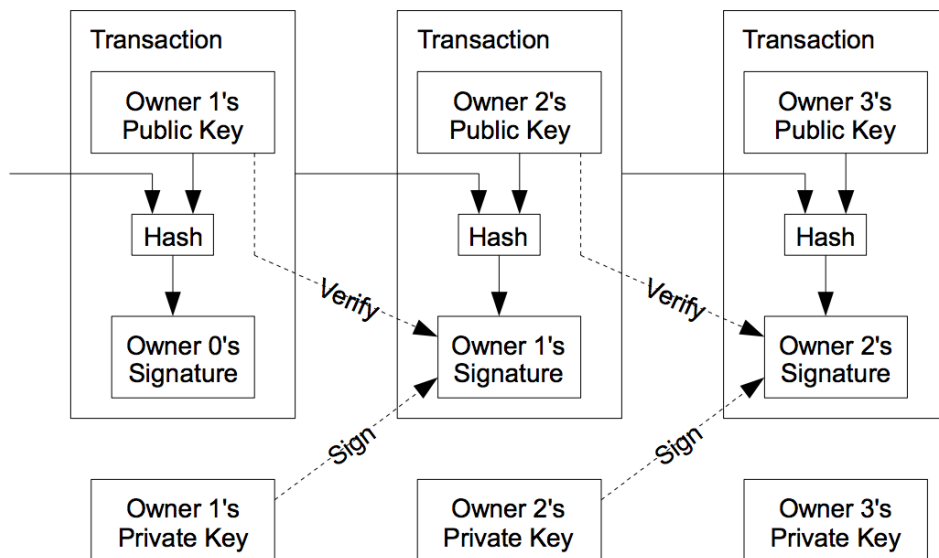 Transaction
Owner 1's
Public Key
Hash
Owner 0's
Signature
Transaction
Owner 2's
Public Key
Hash
Verify
Owner 1's
Signature
Sign
Transaction
Owner 3's
Public Key
Hash
Verify
Owner 2's
Signature
Sign
Owner 1's
Private Key
Owner 2's
Private Key
Owner 3's
Private Key